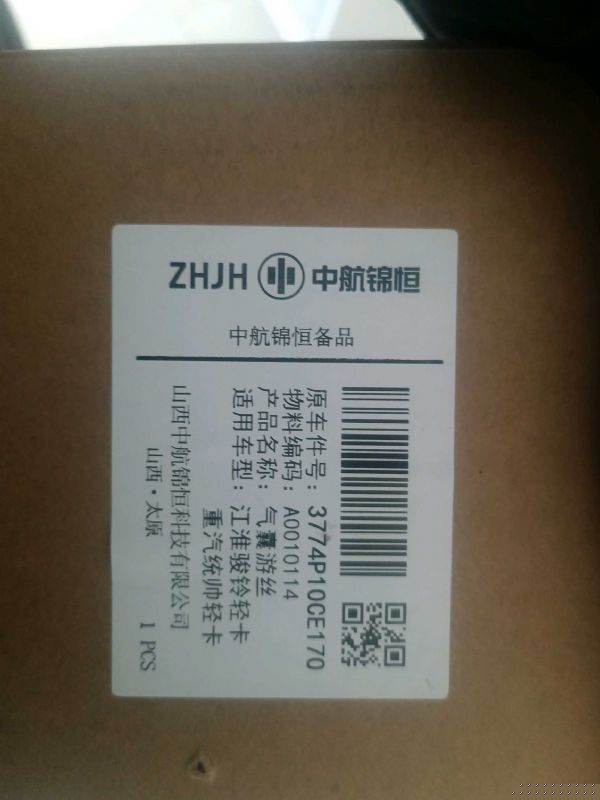 ZHJH 中航锦恒
中航锦恒备品
原车件号：3774P10CE170
物料编码：A0010114
产品名称：气囊游丝
适用车型：江淮骏铃轻卡
重汽统帅轻卡
山西中航锦恒科技有限公司
山西·太原
1 PCS